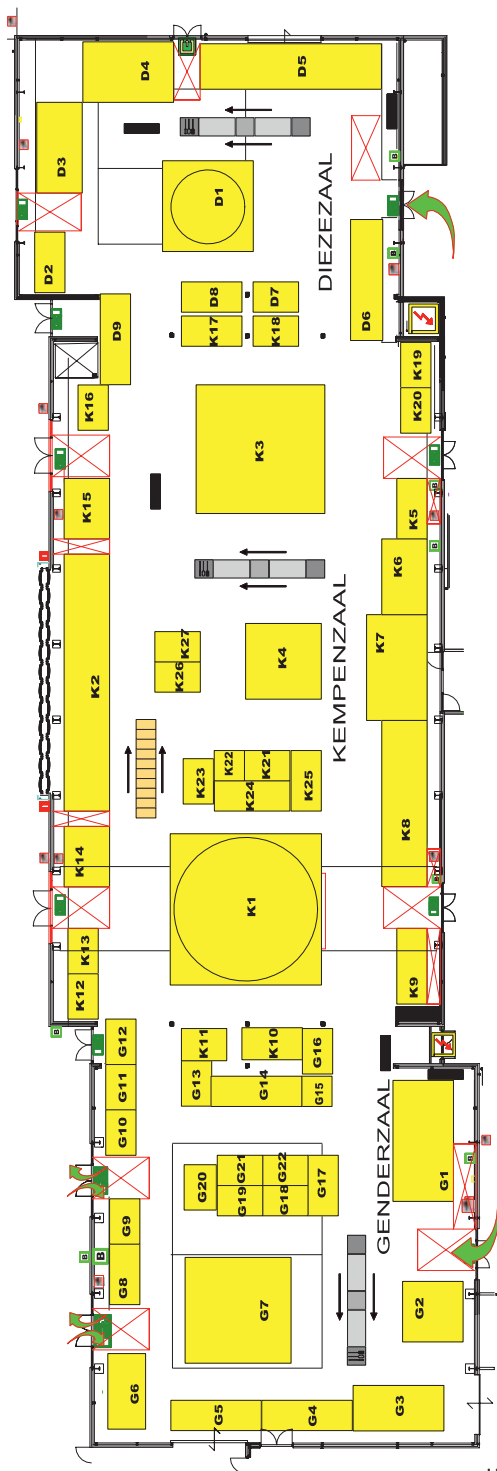 D4
D5
D3
D1
DIEZEZAAL
D2
D8
D7
D6
D9
K17
K18
K19
K20
K16
K3
K15
K5
K6
K2
K27
K26
K4
K7
KEMPENZAAL
K23
K22
K21
K24
K25
K8
K14
K1
K13
K12
K9
G12
K11
K10
G16
G11
G13
G14
G15
G10
G1
GENDERZAAL
G20
G21
G22
G17
G19
G18
G9
G8
G7
G2
G6
G5
G4
G3
B
B
B
B
B
B
B
B